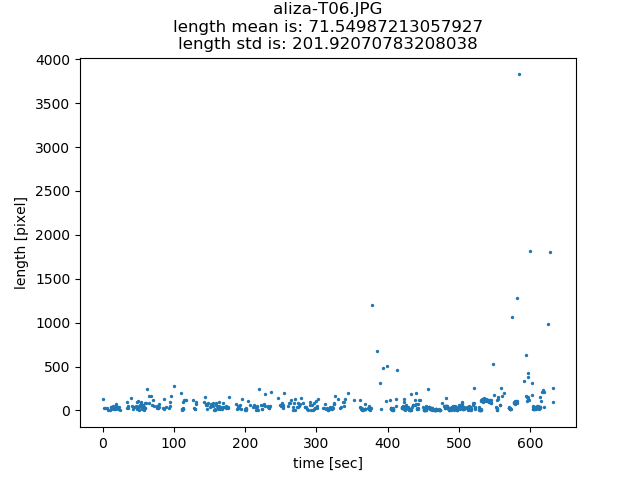 aliza-T06.JPG
length mean is: 71.54987213057927
length std is: 201.92070783208038
4000
3500
3000
2500
2000
1500
1000
500
0
length [pixel]
0 100 200 300 400 500 600
time [sec]